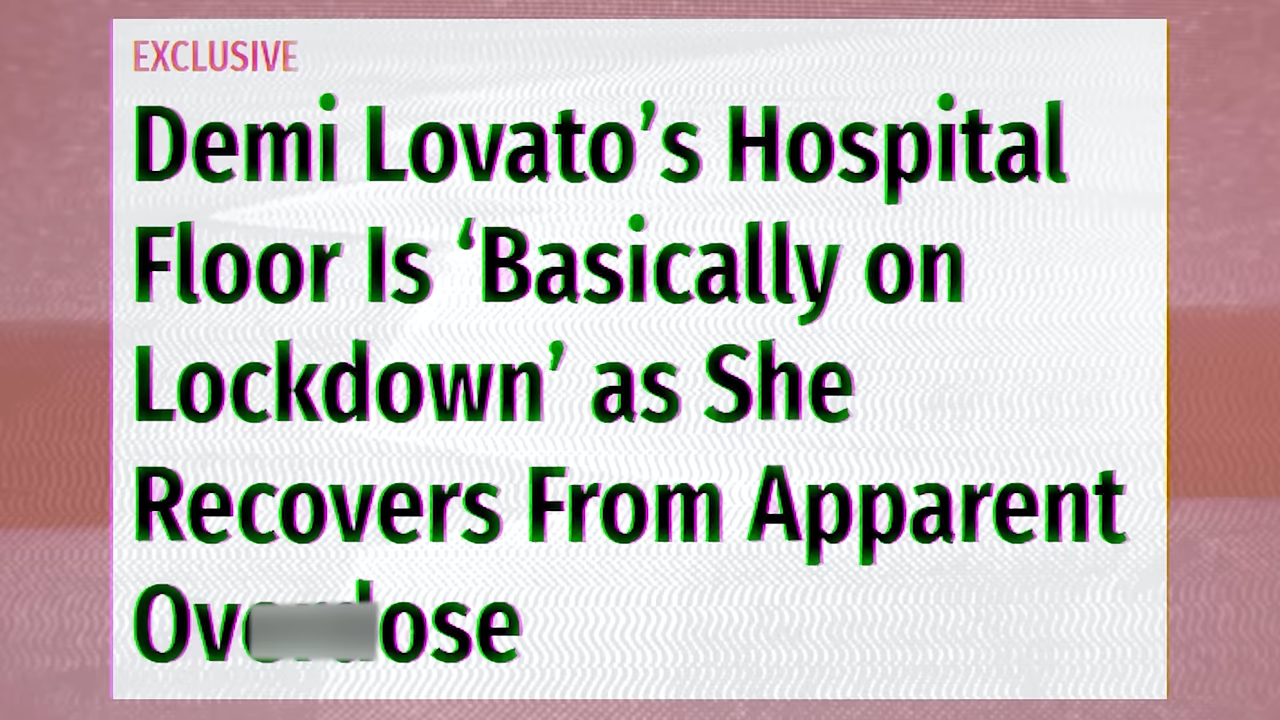 EXCLUSIVE
Demi Lovato’s Hospital
Floor Is ‘Basically on
Lockdown’ as She
Recovers From Apparent